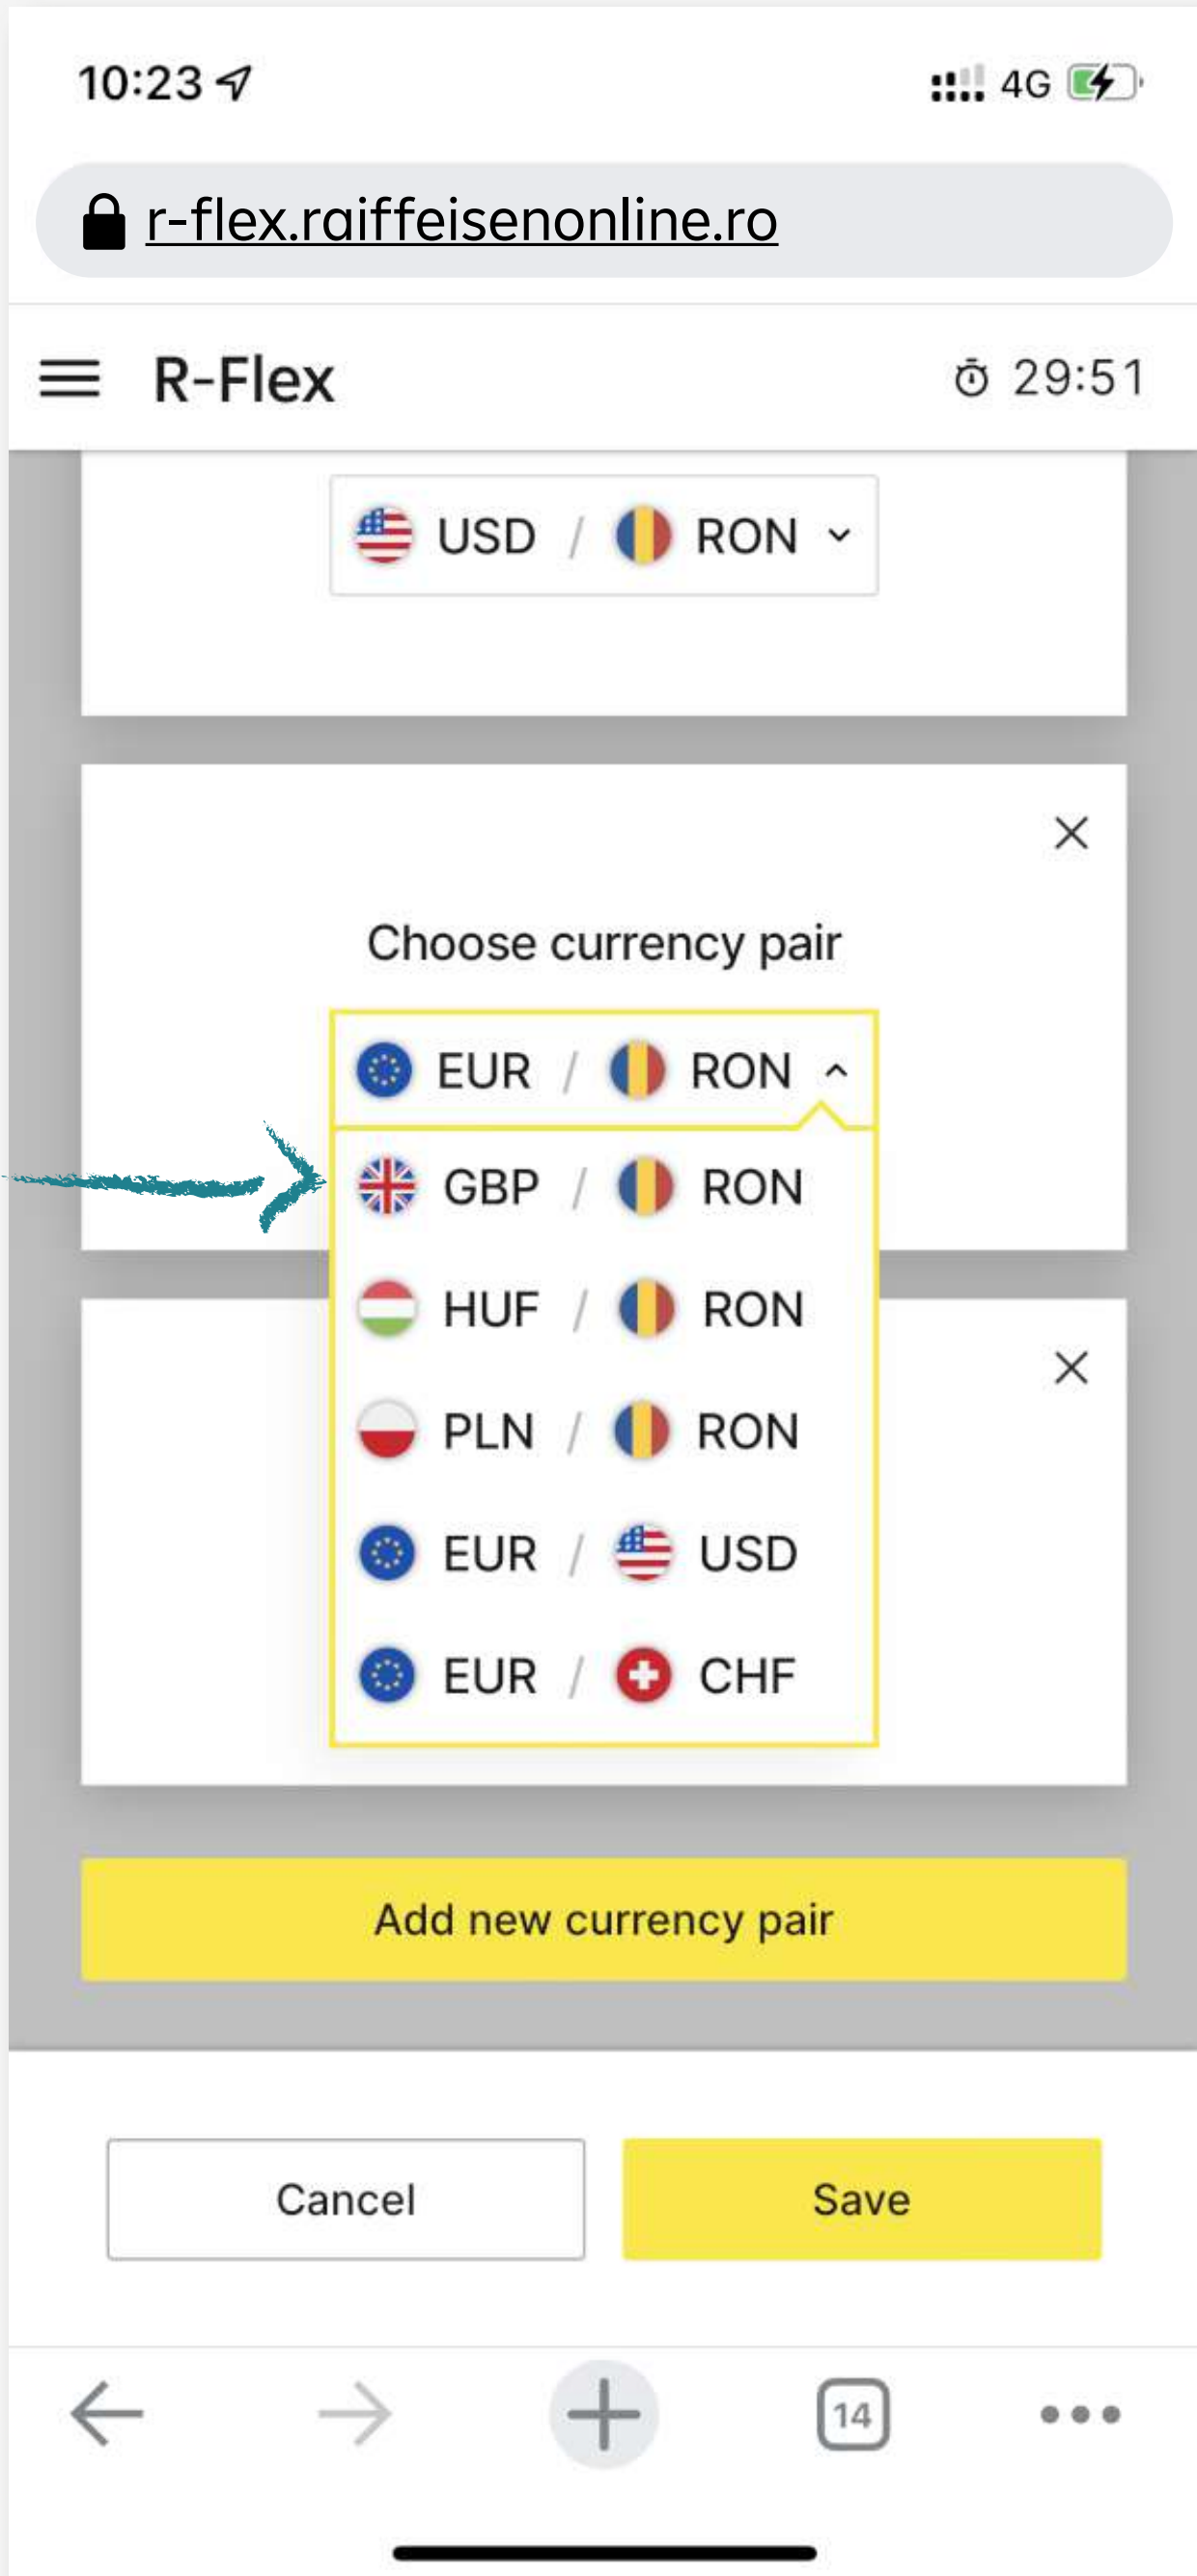 10:23 4G
r-flex.raiffeisenonline.ro
R-Flex 29:51
USD / RON
Choose currency pair
EUR / RON
GBP / RON
HUF / RON
PLN / RON
EUR / USD
EUR / CHF
Add new currency pair
Cancel Save
14